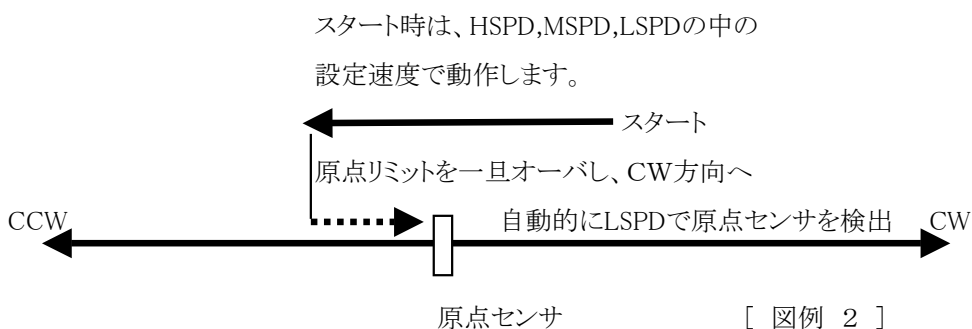 スタート時は、HSPD,MSPD,LSPDの中の
設定速度で動作します。
スタート
原点リミットを一旦オーバし、CW方向へ
CCW
自動的にLSPDで原点センサを検出
CW
原点センサ
[ 図例 2 ]